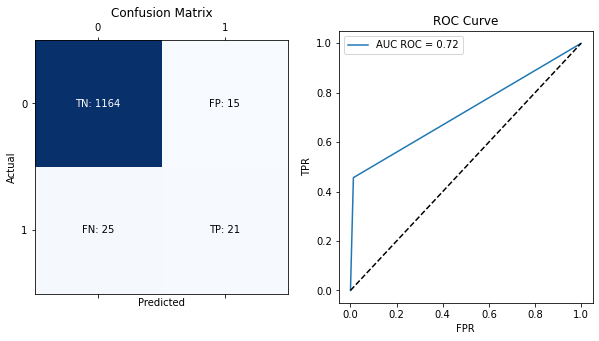 Confusion Matrix
0 1
0
TN: 1164 FP: 15
Actual
1
FN: 25 TP: 21
Predicted
ROC Curve
AUC ROC = 0.72
1.0
0.8
0.6
0.4
0.2
0.0
TPR
0.0 0.2 0.4 0.6 0.8 1.0
FPR